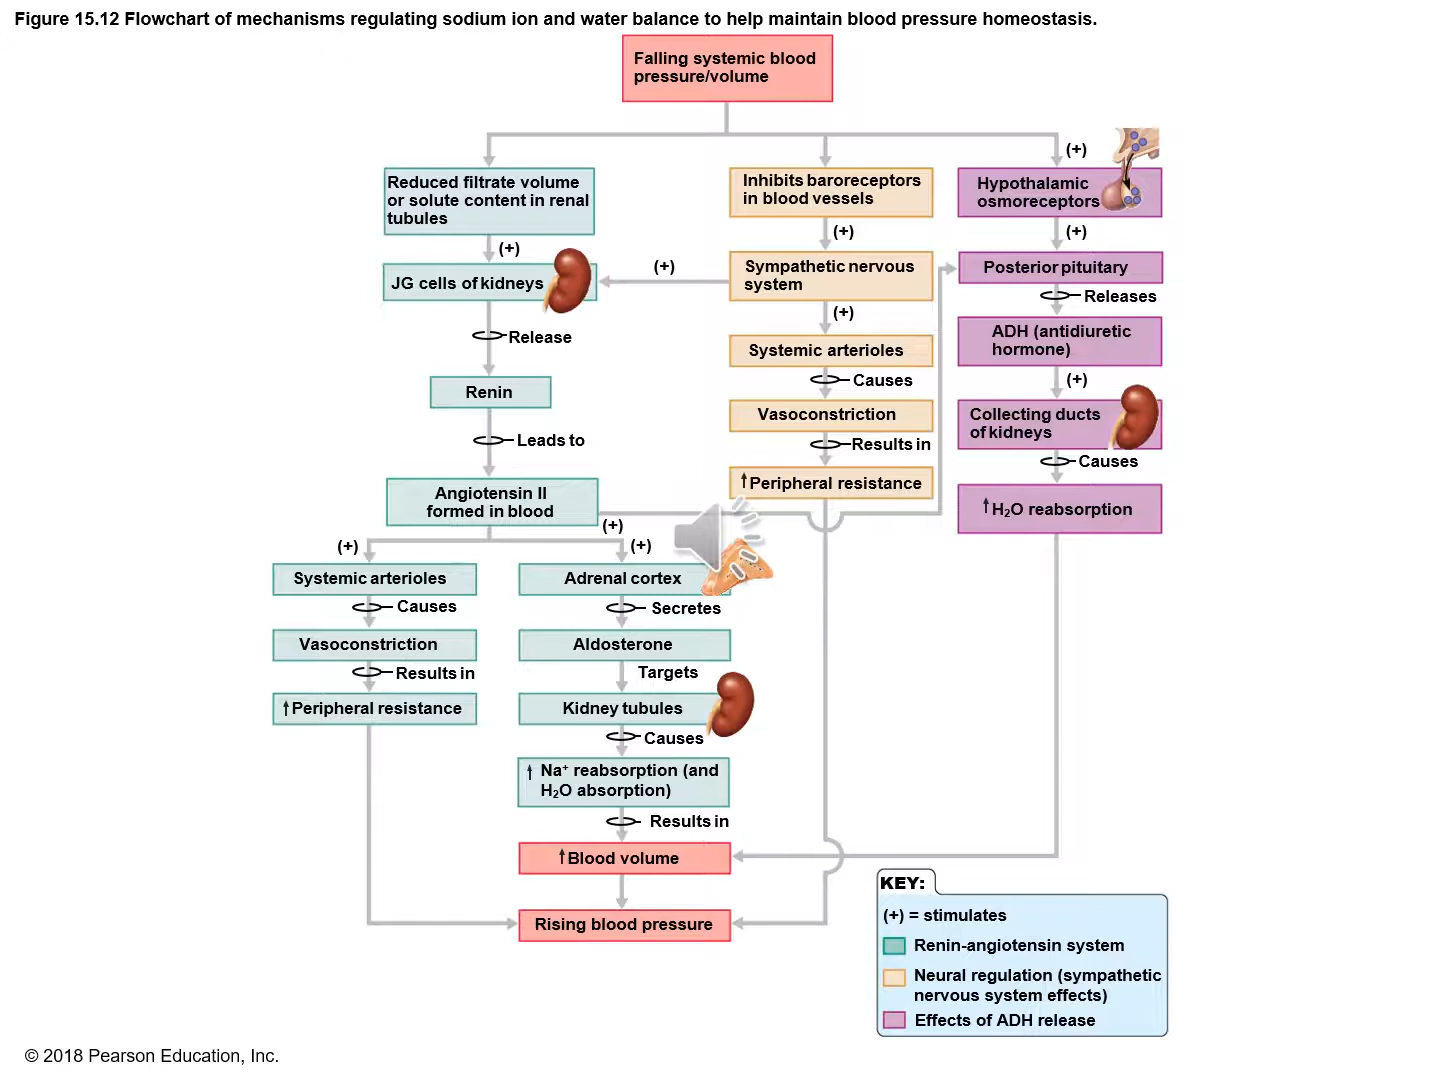 Figure 15.12 Flowchart of mechanisms regulating sodium ion and water balance to help maintain blood pressure homeostasis.
Falling systemic blood
pressure/volume
(+)
Reduced filtrate volume
or solute content in renal
tubules
Inhibits baroreceptors
in blood vessels
Hypothalamic
osmoreceptors
(+)
(+)
(+)
JG cells of kidneys
(+)
Sympathetic nervous
system
Posterior pituitary
Releases
(+)
Release
ADH (antidiuretic
hormone)
Systemic arterioles
Causes
(+)
Renin
Vasoconstriction
Collecting ducts
of kidneys
Leads to
Results in
Causes
Angiotensin II
formed in blood
↑Peripheral resistance
↑H₂O reabsorption
(+)
(+)
(+)
Systemic arterioles
Adrenal cortex
Causes
Secretes
Vasoconstriction
Aldosterone
Results in
Targets
↑Peripheral resistance
Kidney tubules
Causes
↑ Na⁺ reabsorption (and
H₂O absorption)
Results in
↑Blood volume
Rising blood pressure
KEY:
(+) = stimulates
Renin-angiotensin system
Neural regulation (sympathetic
nervous system effects)
Effects of ADH release
© 2018 Pearson Education, Inc.